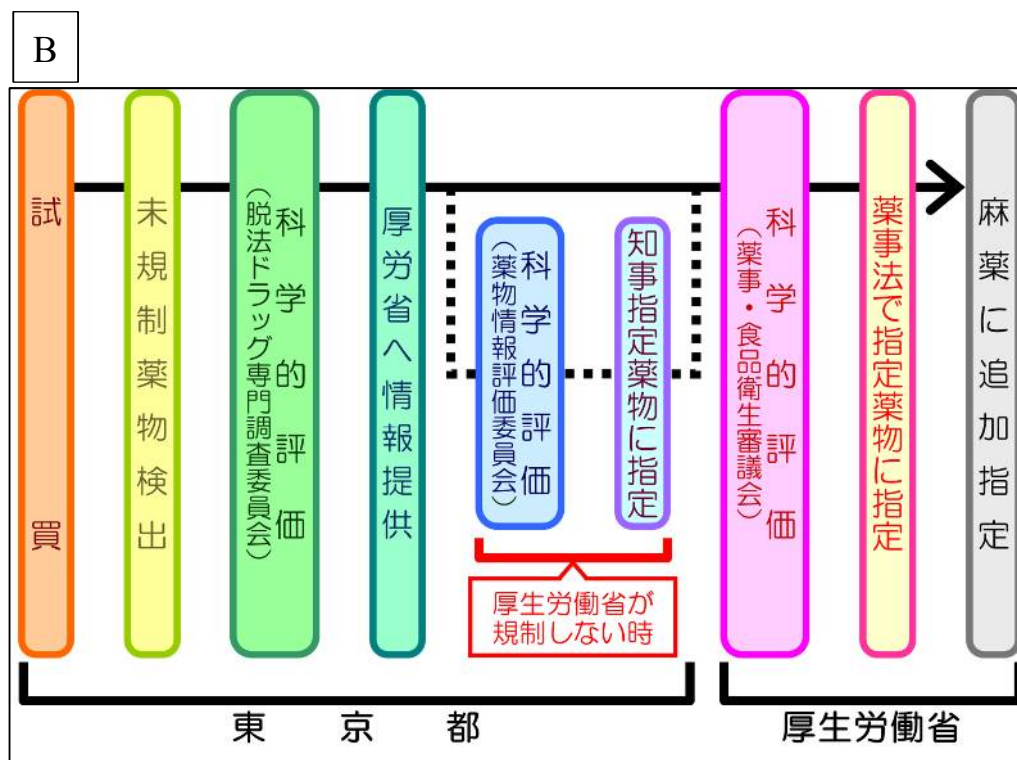 B
試買
未規制薬物検出
科学的評価
(脱法ドラッグ専門調査委員会)
厚労省へ情報提供
科学的評価
(薬物情報評価委員会)
知事指定薬物に指定
厚生労働省が
規制しない時
科学的評価
(薬事・食品衛生審議会)
薬事法で指定薬物に指定
麻薬に追加指定
東京都
厚生労働省